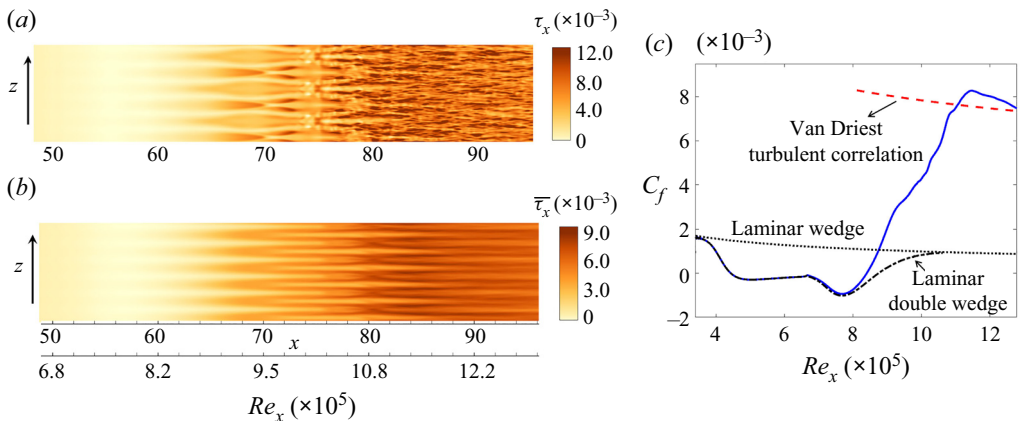 (a)
τx (×10–3)
12.0
8.0
4.0
0
z
50 60 70 80 90
(b)
τx (×10–3)
9.0
6.0
3.0
0
z
50 60 70 x 80 90
6.8 8.2 9.5 10.8 12.2
Rex (×105)
(c) (×10–3)
8
6
4
2
0
–2
Cf
Van Driest
turbulent correlation
Laminar wedge
Laminar
double wedge
4 6 8 10 12
Rex (×105)